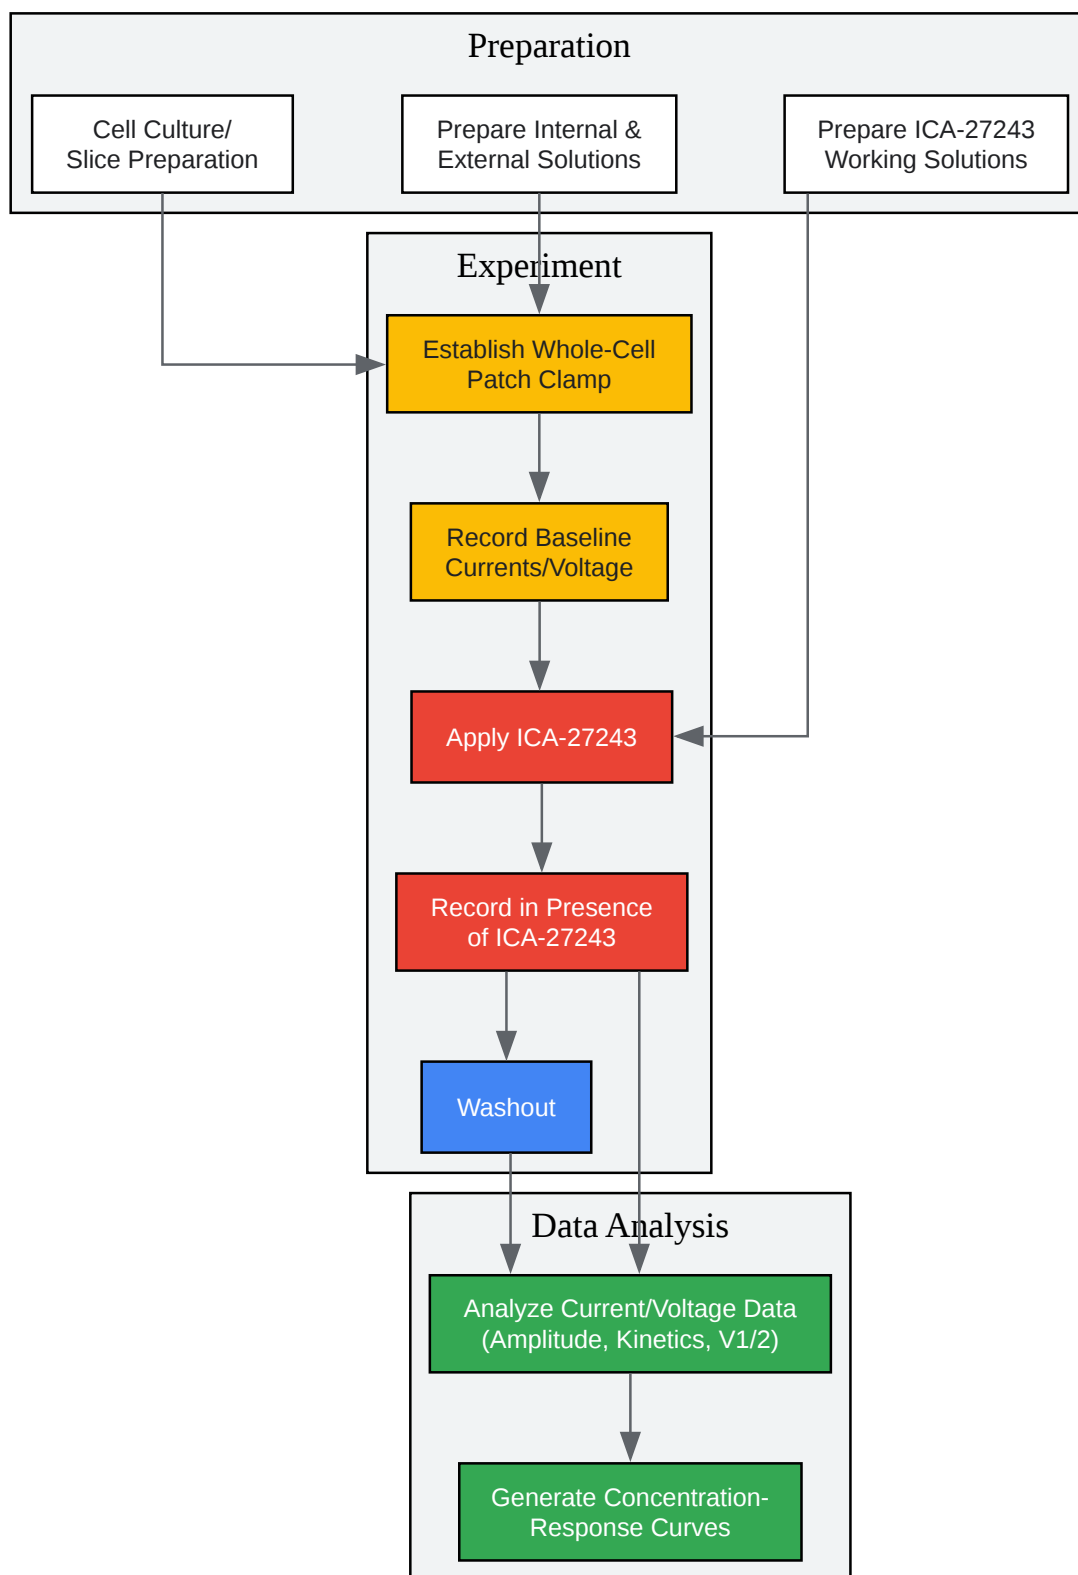 Preparation
Cell Culture/
Slice Preparation
Prepare Internal &
External Solutions
Prepare ICA-27243
Working Solutions
Experiment
Establish Whole-Cell
Patch Clamp
Record Baseline
Currents/Voltage
Apply ICA-27243
Record in Presence
of ICA-27243
Washout
Data Analysis
Analyze Current/Voltage Data
(Amplitude, Kinetics, V1/2)
Generate Concentration-
Response Curves